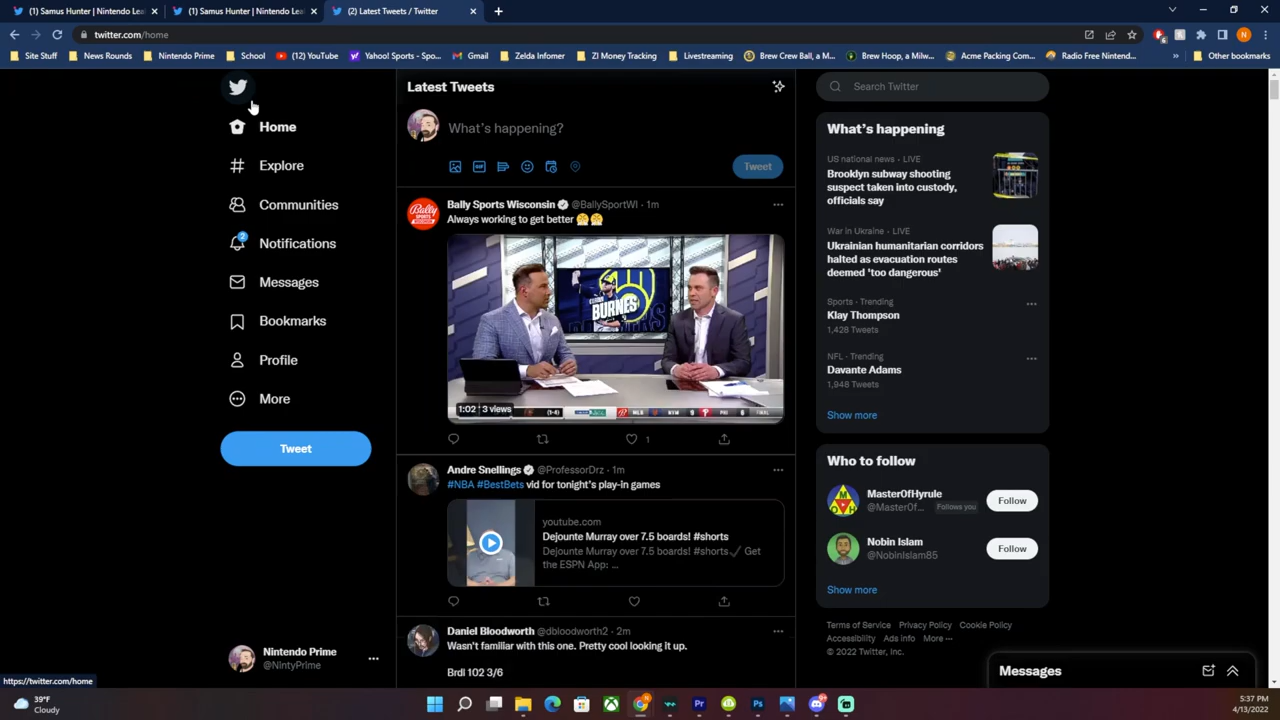 (1) Samus Hunter | Nintendo Lea
(1) Samus Hunter | Nintendo Lea
(2) Latest Tweets / Twitter
twitter.com/home
Site Stuff
News Rounds
Nintendo Prime
School
(12) YouTube
Yahoo! Sports - Spo...
Gmail
Zelda Infomer
ZI Money Tracking
Livestreaming
Brew Crew Ball, a M...
Brew Hoop, a Milw...
Acme Packing Com...
Radio Free Nintend...
Other bookmarks
Home
Explore
Communities
2
Notifications
Messages
Bookmarks
Profile
More
Tweet
Nintendo Prime
@NintyPrime
Latest Tweets
What's happening?
GIF
Tweet
Bally Sports Wisconsin @BallySportWI · 1m
Always working to get better
Bally
SPORTS
CORBIN
BURNES
1:02
3 views
1
Andre Snellings @ProfessorDrz · 1m
#NBA #BestBets vid for tonight's play-in games
youtube.com
Dejounte Murray over 7.5 boards! #shorts
Dejounte Murray over 7.5 boards! #shorts✓ Get
the ESPN App: ...
Daniel Bloodworth @dbloodworth2 · 2m
Wasn't familiar with this one. Pretty cool looking it up.
Brdl 102 3/6
Search Twitter
What's happening
US national news · LIVE
Brooklyn subway shooting
suspect taken into custody,
officials say
War in Ukraine · LIVE
Ukrainian humanitarian corridors
halted as evacuation routes
deemed 'too dangerous'
Sports · Trending
Klay Thompson
1,428 Tweets
NFL · Trending
Davante Adams
1,948 Tweets
Show more
Who to follow
MasterOfHyrule
@MasterOf... Follows you
Follow
Nobin Islam
@NobinIslam85
Follow
Show more
Terms of Service Privacy Policy Cookie Policy
Accessibility Ads info More ...
© 2022 Twitter, Inc.
Messages
https://twitter.com/home
39°F
Cloudy
5:37 PM
4/13/2022